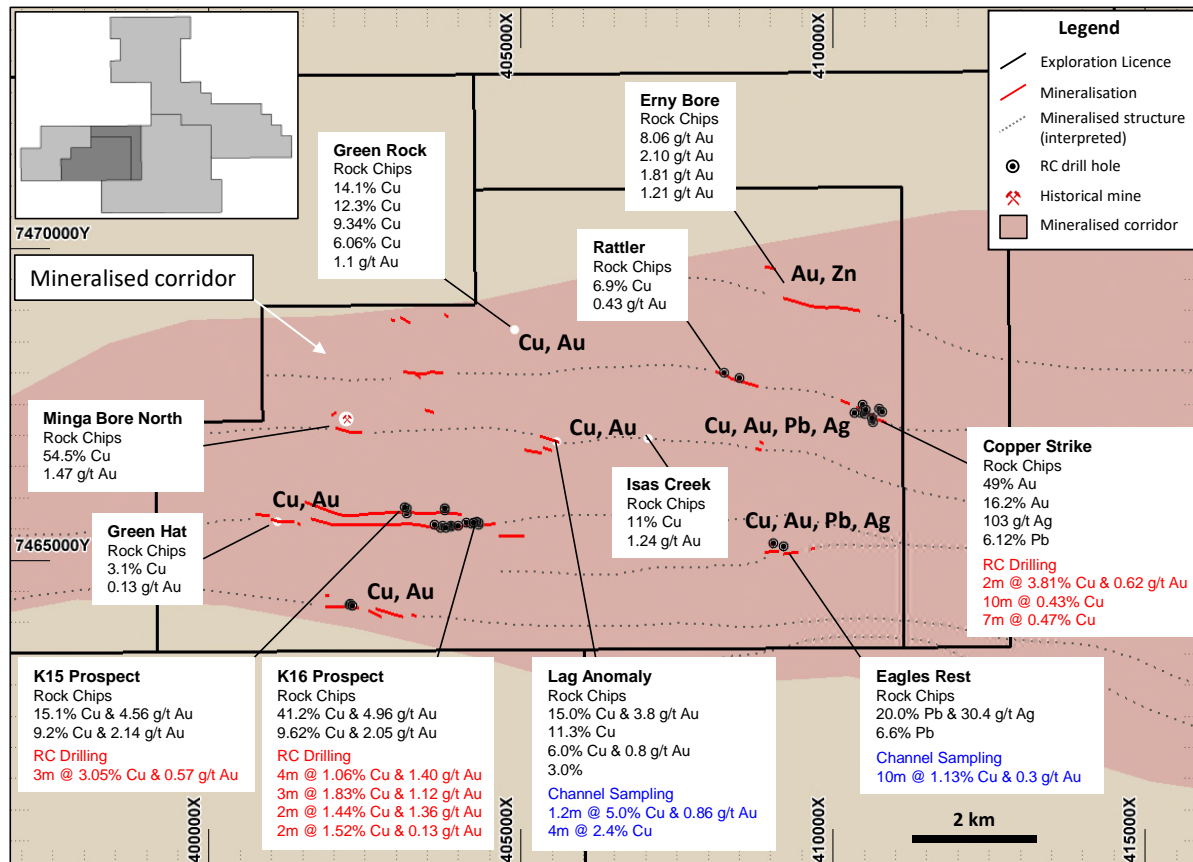 405000X
410000X
Legend
Exploration Licence
Mineralisation
Mineralised structure
(interpreted)
RC drill hole
Historical mine
Mineralised corridor
Erny Bore
Rock Chips
8.06 g/t Au
2.10 g/t Au
1.81 g/t Au
1.21 g/t Au
Green Rock
Rock Chips
14.1% Cu
12.3% Cu
9.34% Cu
6.06% Cu
1.1 g/t Au
7470000Y
Mineralised corridor
Rattler
Rock Chips
6.9% Cu
0.43 g/t Au
Au, Zn
Cu, Au
Minga Bore North
Rock Chips
54.5% Cu
1.47 g/t Au
Cu, Au
Cu, Au, Pb, Ag
Copper Strike
Rock Chips
49% Au
16.2% Au
103 g/t Ag
6.12% Pb
RC Drilling
2m @ 3.81% Cu & 0.62 g/t Au
10m @ 0.43% Cu
7m @ 0.47% Cu
Isas Creek
Rock Chips
11% Cu
1.24 g/t Au
Cu, Au
Green Hat
Rock Chips
3.1% Cu
0.13 g/t Au
7465000Y
Cu, Au, Pb, Ag
Cu, Au
K15 Prospect
Rock Chips
15.1% Cu & 4.56 g/t Au
9.2% Cu & 2.14 g/t Au
RC Drilling
3m @ 3.05% Cu & 0.57 g/t Au
K16 Prospect
Rock Chips
41.2% Cu & 4.96 g/t Au
9.62% Cu & 2.05 g/t Au
RC Drilling
4m @ 1.06% Cu & 1.40 g/t Au
3m @ 1.83% Cu & 1.12 g/t Au
2m @ 1.44% Cu & 1.36 g/t Au
2m @ 1.52% Cu & 0.13 g/t Au
Lag Anomaly
Rock Chips
15.0% Cu & 3.8 g/t Au
11.3% Cu
6.0% Cu & 0.8 g/t Au
3.0%
Channel Sampling
1.2m @ 5.0% Cu & 0.86 g/t Au
4m @ 2.4% Cu
Eagles Rest
Rock Chips
20.0% Pb & 30.4 g/t Ag
6.6% Pb
Channel Sampling
10m @ 1.13% Cu & 0.3 g/t Au
2 km
400000X
405000X
410000X
415000X